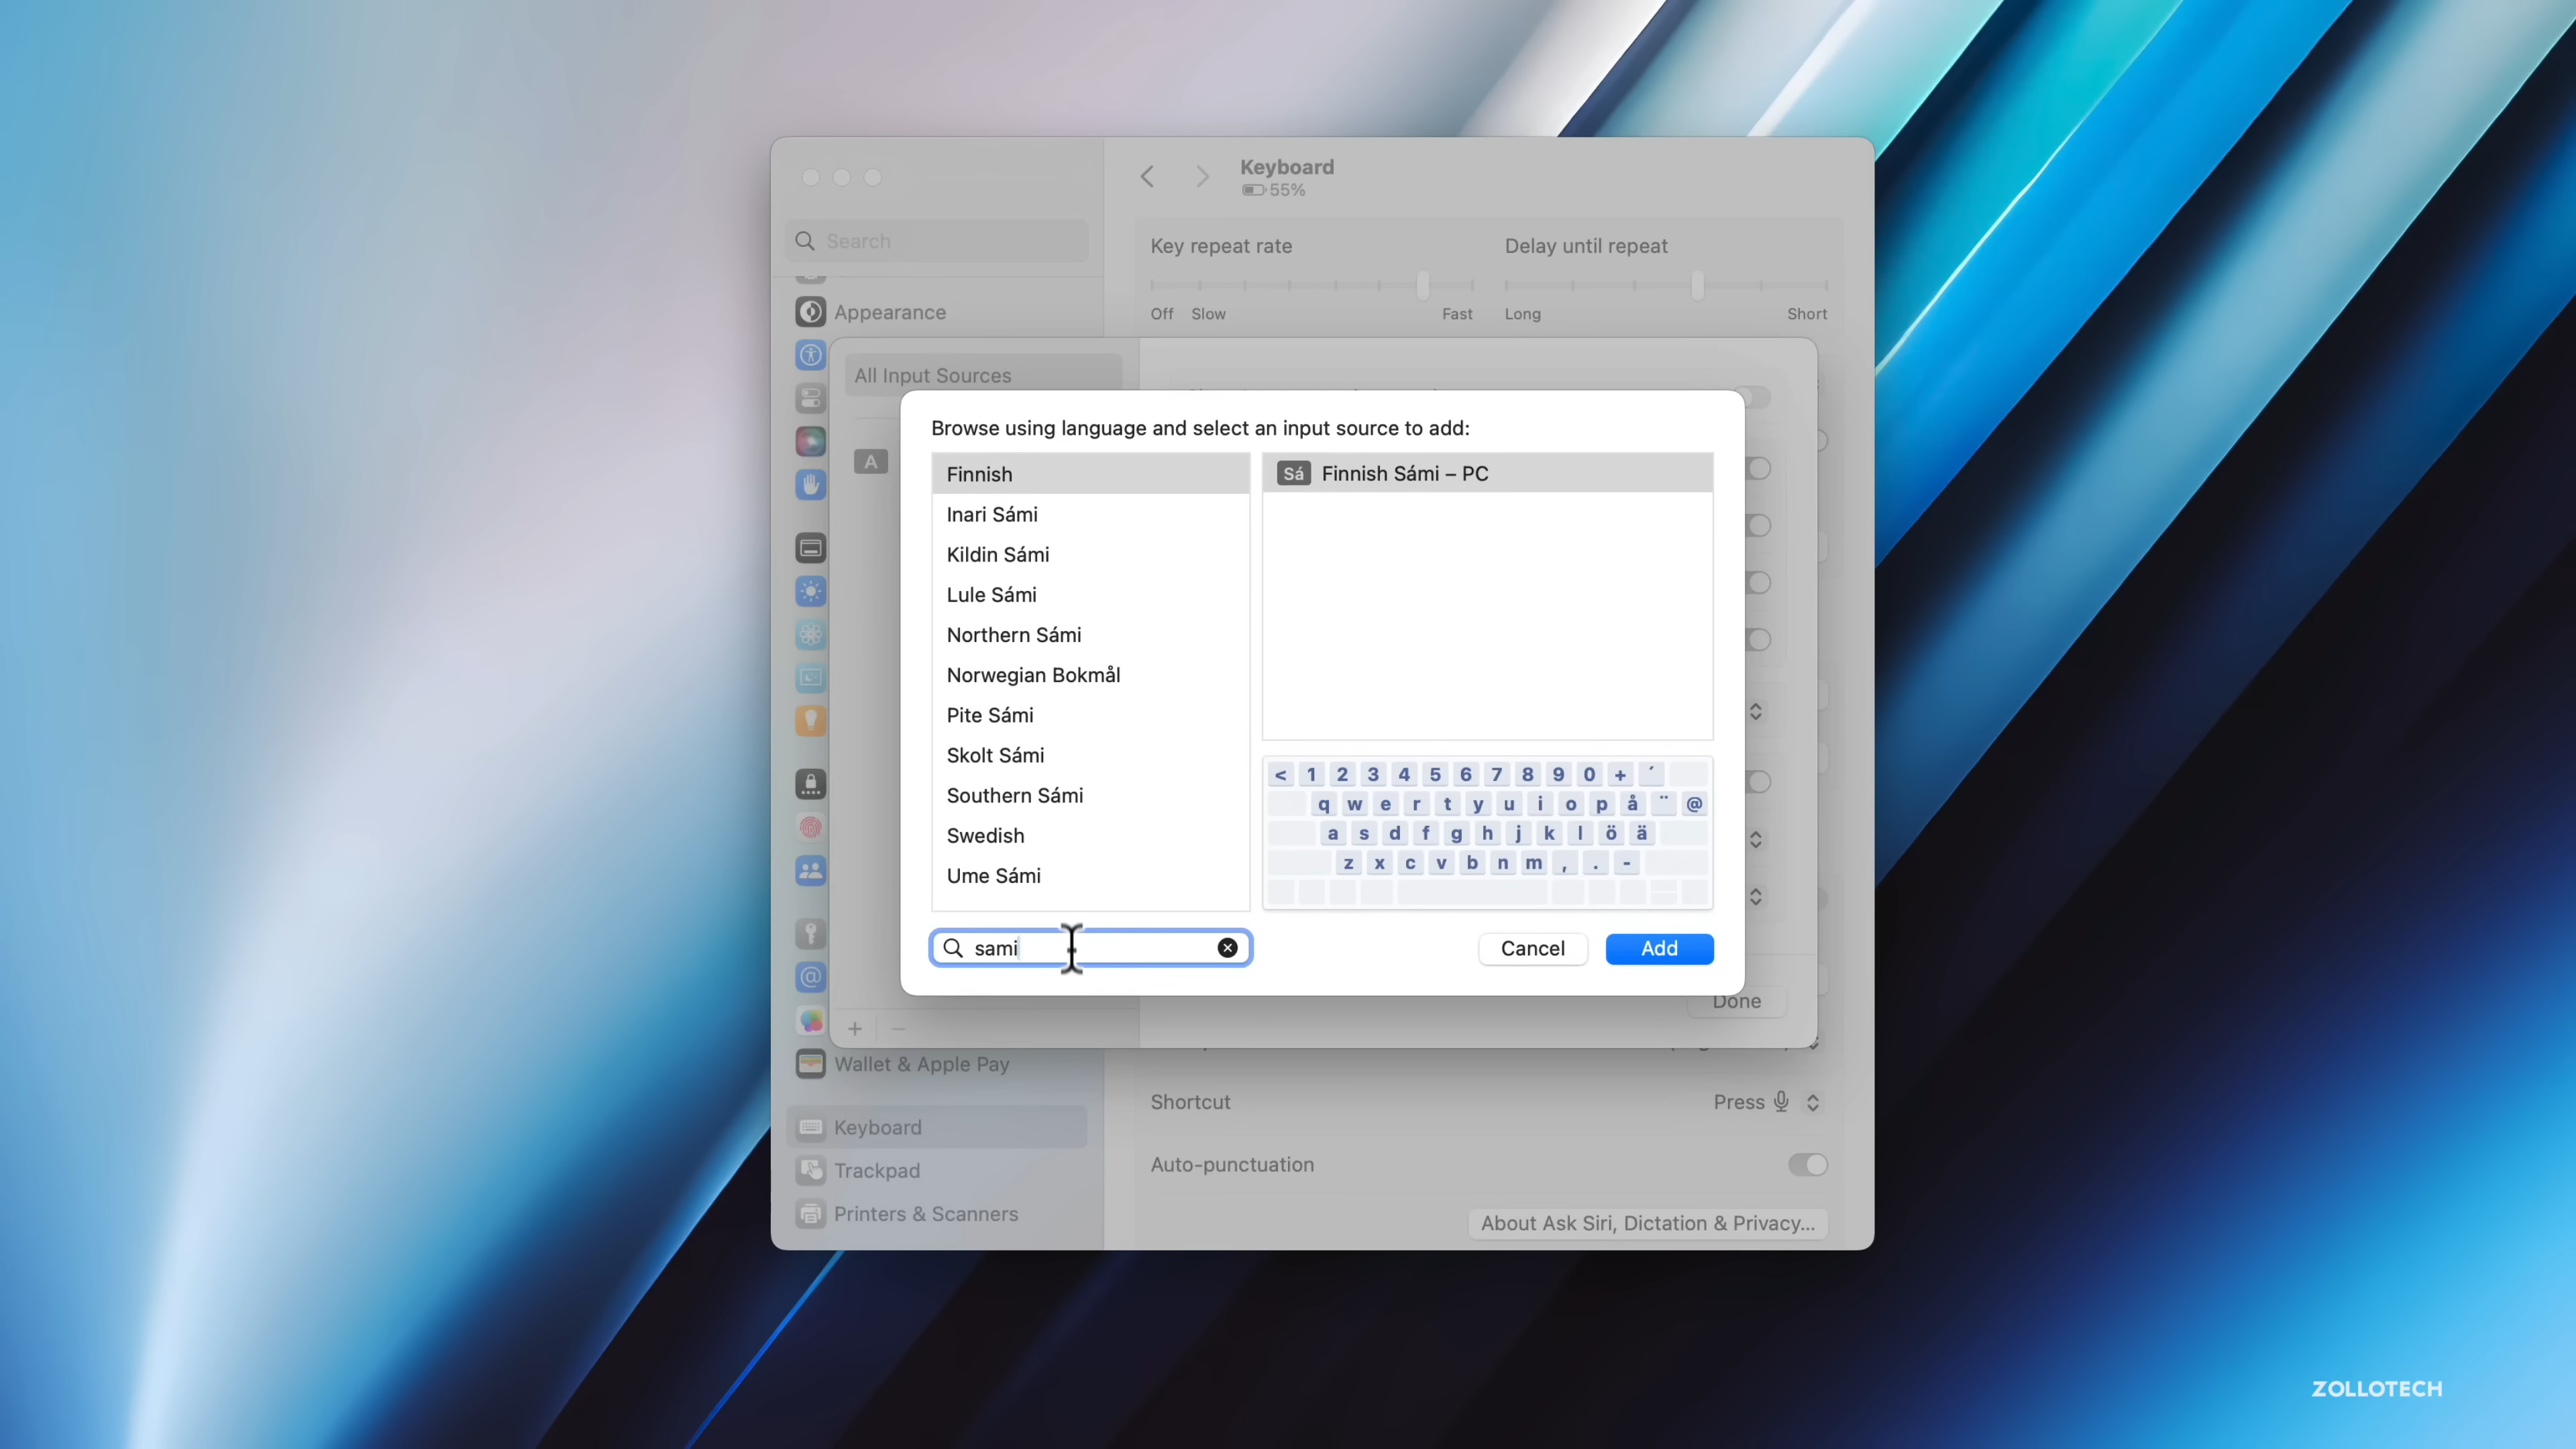 Keyboard
55%
Search
Key repeat rate
Delay until repeat
Off Slow Fast
Long Short
Appearance
All Input Sources
A
Browse using language and select an input source to add:
Finnish
Inari Sámi
Kildin Sámi
Lule Sámi
Northern Sámi
Norwegian Bokmål
Pite Sámi
Skolt Sámi
Southern Sámi
Swedish
Ume Sámi
Sá Finnish Sámi – PC
< 1 2 3 4 5 6 7 8 9 0 + ´
q w e r t y u i o p å ¨ @
a s d f g h j k l ö ä
z x c v b n m , . -
sami
Cancel
Add
Done
+ −
Wallet & Apple Pay
Keyboard
Trackpad
Printers & Scanners
Shortcut
Press
Auto-punctuation
About Ask Siri, Dictation & Privacy...
ZOLLOTECH